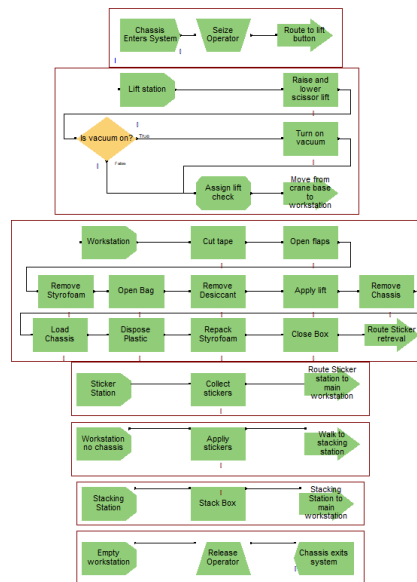 Chassis
Enters System
Seize
Operator
Route to lift
button
Lift station
Raise and
lower
scissor lift
Is vacuum on?
True
Turn on
vacuum
False
Assign lift
check
Move from
crane base
to
workstation
Workstation
Cut tape
Open flaps
Remove
Styrofoam
Open Bag
Remove
Desiccant
Apply lift
Remove
Chassis
Load
Chassis
Dispose
Plastic
Repack
Styrofoam
Close Box
Route Sticker
retreval
Sticker
Station
Collect
stickers
Route Sticker
station to
main
workstation
Workstation
no chassis
Apply
stickers
Walk to
stacking
station
Stacking
Station
Stack Box
Stacking
Station to
main
workstation
Empty
workstation
Release
Operator
Chassis exits
system